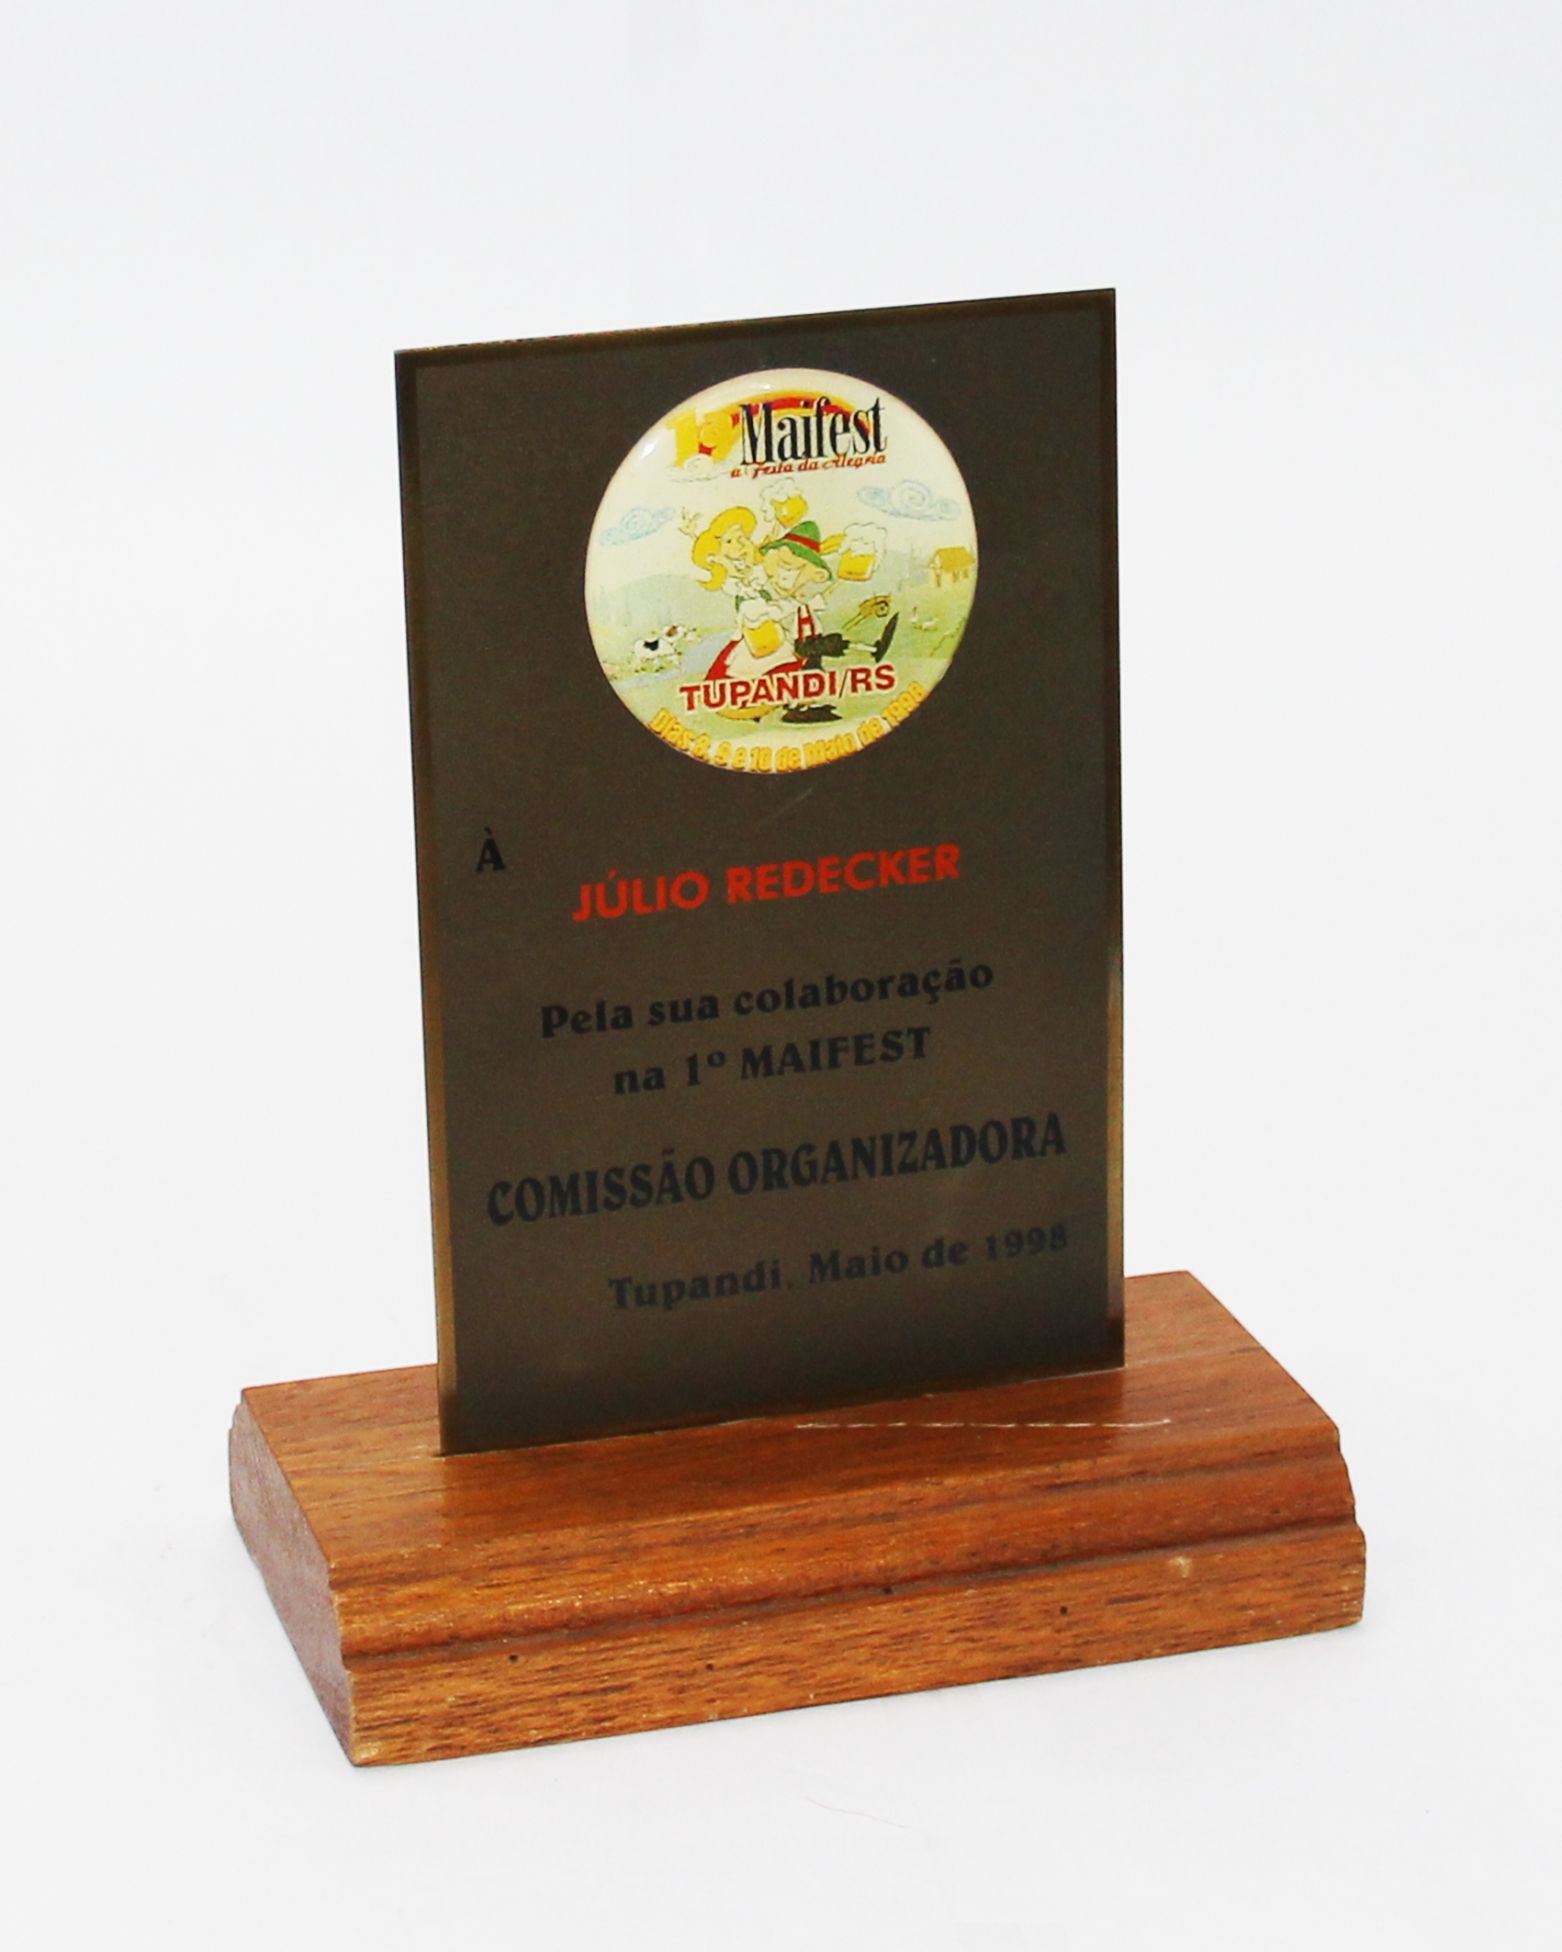 1ª Maifest
a Festa da Alegria
TUPANDI/RS
Dias 8, 9 e 10 de Maio de 1998
À
JÚLIO REDECKER
Pela sua colaboração
na 1º MAIFEST
COMISSÃO ORGANIZADORA
Tupandi, Maio de 1998